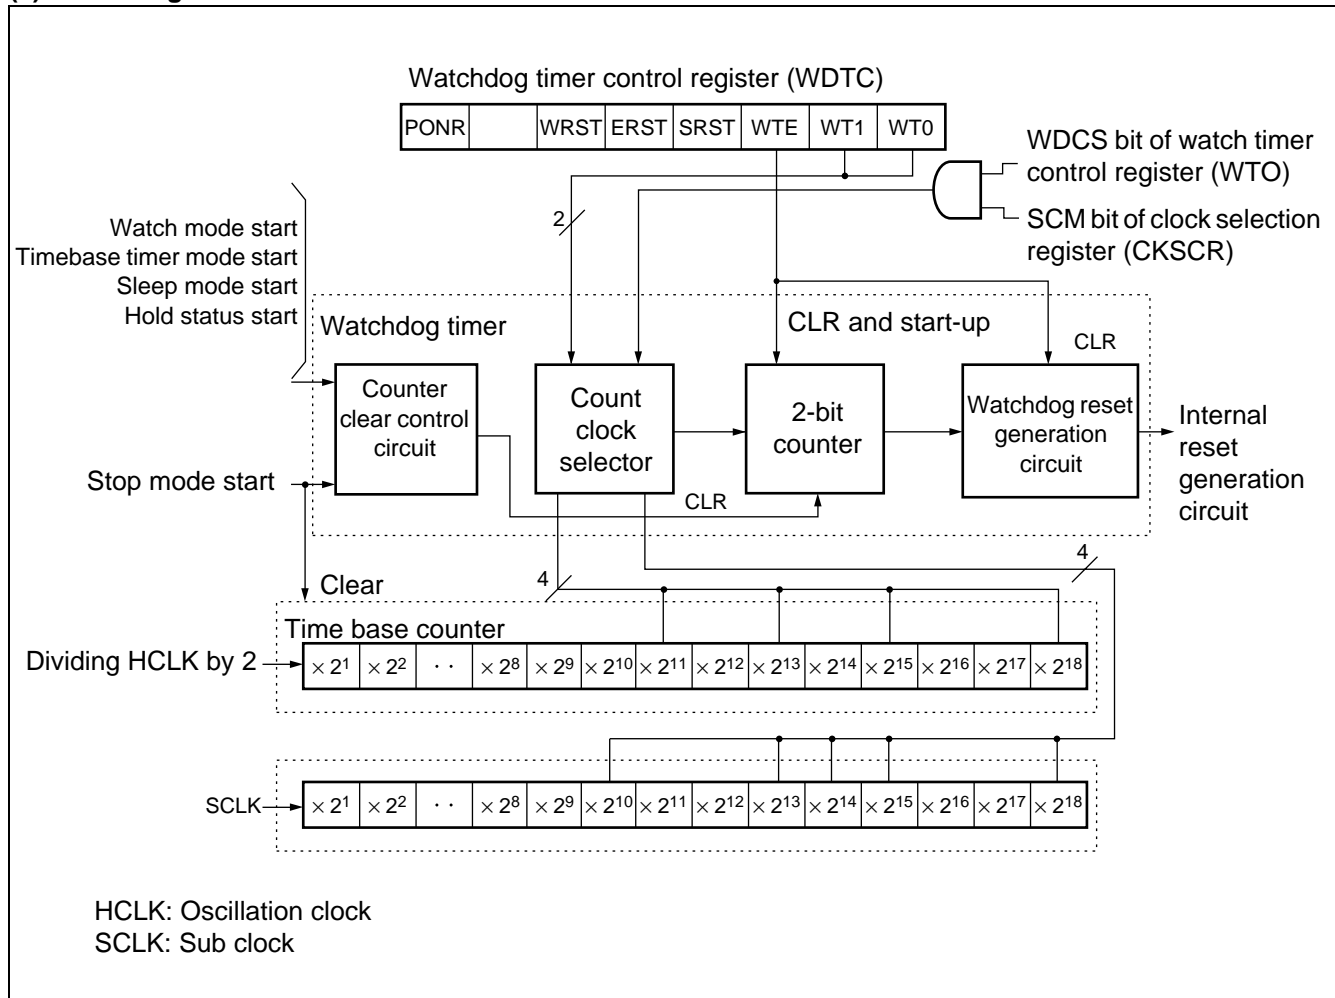 Watchdog timer control register (WDTC)
PONR WRST ERST SRST WTE WT1 WT0
WDCS bit of watch timer
control register (WTO)
SCM bit of clock selection
register (CKSCR)
2
Watch mode start
Timebase timer mode start
Sleep mode start
Hold status start
Watchdog timer
CLR and start-up
CLR
Counter
clear control
circuit
Count
clock
selector
2-bit
counter
Watchdog reset
generation
circuit
Internal
reset
generation
circuit
Stop mode start
CLR
4
4
Clear
Time base counter
Dividing HCLK by 2
× 2¹ × 2² ·· × 2⁸ × 2⁹ × 2¹⁰ × 2¹¹ × 2¹² × 2¹³ × 2¹⁴ × 2¹⁵ × 2¹⁶ × 2¹⁷ × 2¹⁸
SCLK
× 2¹ × 2² ·· × 2⁸ × 2⁹ × 2¹⁰ × 2¹¹ × 2¹² × 2¹³ × 2¹⁴ × 2¹⁵ × 2¹⁶ × 2¹⁷ × 2¹⁸
HCLK: Oscillation clock
SCLK: Sub clock